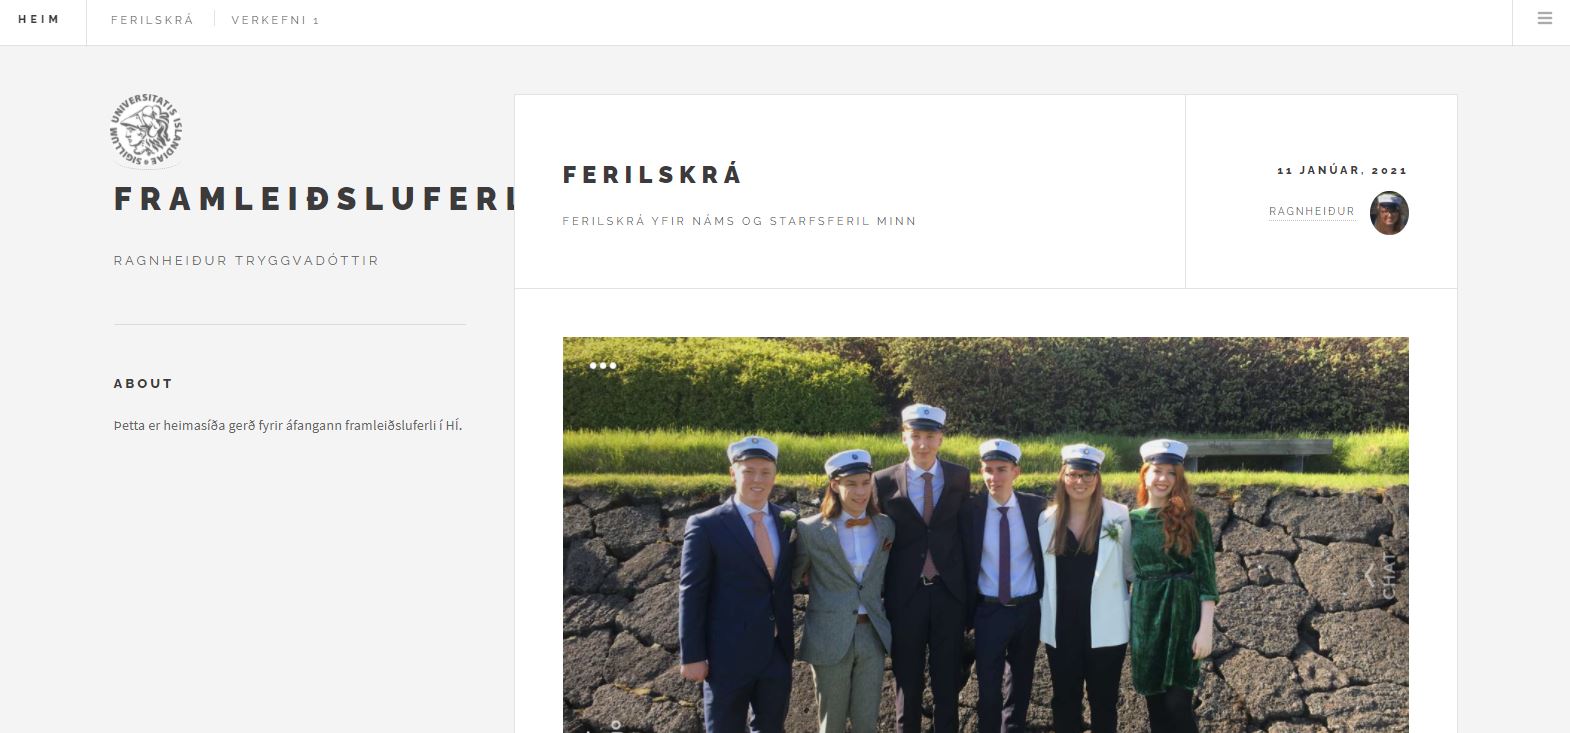 HEIM
FERILSKRÁ
VERKEFNI 1
UNIVERSITATIS ISLANDIAE SIGILLUM
FRAMLEIÐSLUFERL
RAGNHEIÐUR TRYGGVADÓTTIR
ABOUT
Þetta er heimasíða gerð fyrir áfangann framleiðsluferli í HÍ.
FERILSKRÁ
FERILSKRÁ YFIR NÁMS OG STARFSFERIL MINN
11 JANÚAR, 2021
RAGNHEIÐUR
CHAT